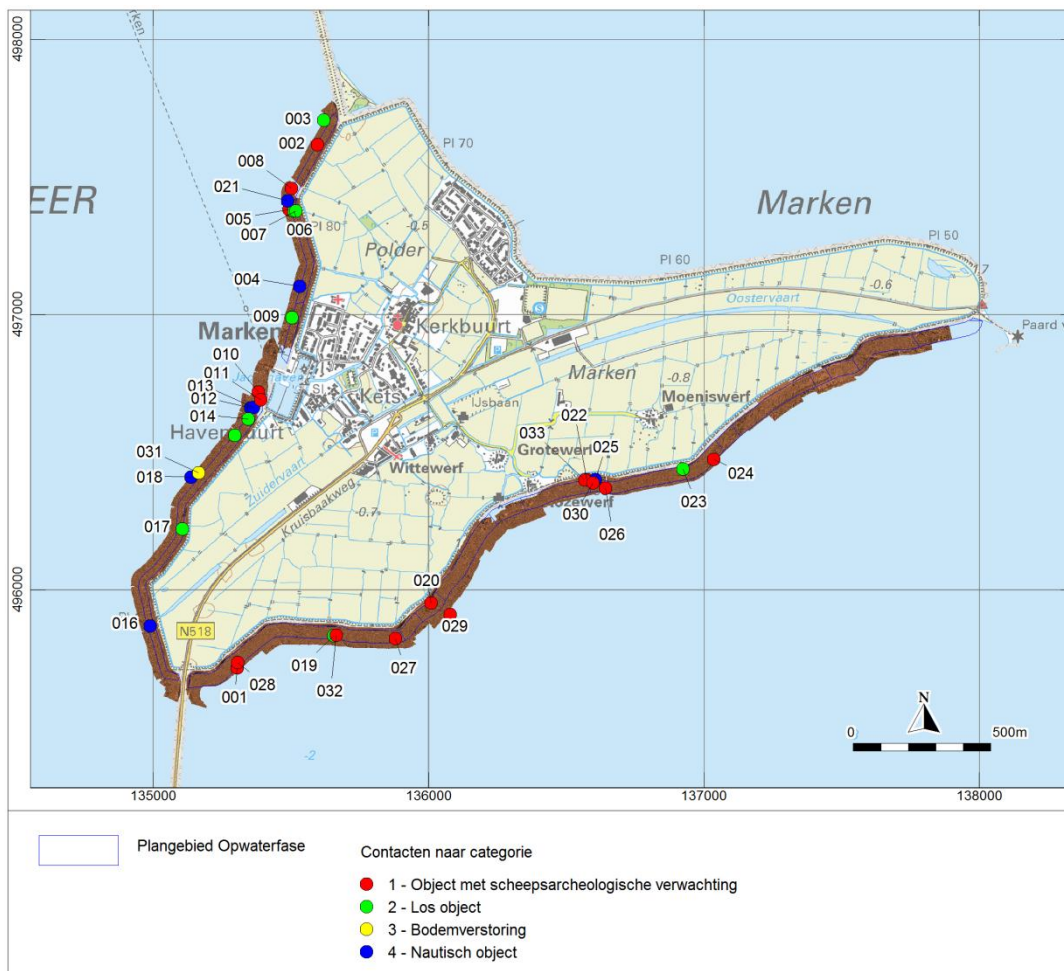 498000
497000
496000
rken
003
002
008
021
005
007
006
004
009
010
011
013
012
014
031
018
017
016
EER
Marken
PI 70
PI 80
-0.5
Polder
PI 60
PI 50
-0.6
Oostervaart
Paard v
Marken
Kerkbuurt
Marken
-0.8
Moeniswerf
Kets
IJsbaan
022
033
025
Grotewerf
Havenbuurt
Wittewerf
Zuidervaart
Kruisbaakweg
-0.7
Rozewerf
030
026
023
024
020
029
N518
019
032
027
028
001
-2
N
0
500m
135000
136000
137000
138000
Plangebied Opwaterfase
Contacten naar categorie
1 - Object met scheepsarcheologische verwachting
2 - Los object
3 - Bodemverstoring
4 - Nautisch object